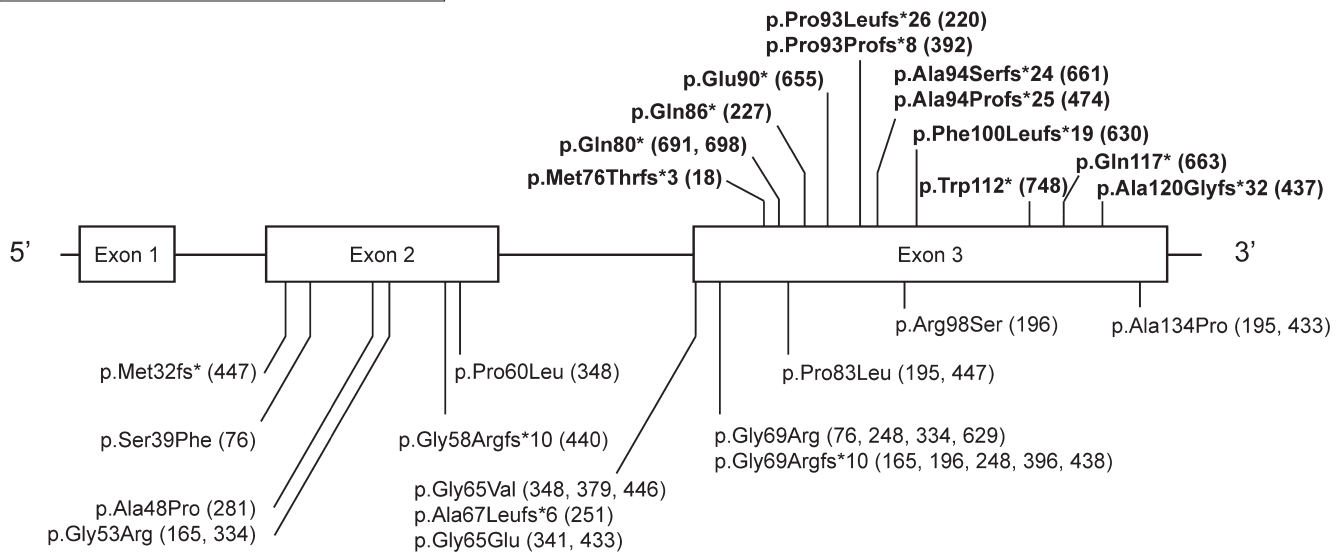 p.Pro93Leufs*26 (220)
p.Pro93Profs*8 (392)
p.Glu90* (655)
p.Ala94Serfs*24 (661)
p.Ala94Profs*25 (474)
p.Gln86* (227)
p.Phe100Leufs*19 (630)
p.Gln80* (691, 698)
p.Gln117* (663)
p.Met76Thrfs*3 (18)
p.Trp112* (748)
p.Ala120Glyfs*32 (437)
5’
Exon 1
Exon 2
Exon 3
3’
p.Arg98Ser (196)
p.Ala134Pro (195, 433)
p.Met32fs* (447)
p.Pro60Leu (348)
p.Pro83Leu (195, 447)
p.Ser39Phe (76)
p.Gly58Argfs*10 (440)
p.Gly69Arg (76, 248, 334, 629)
p.Gly69Argfs*10 (165, 196, 248, 396, 438)
p.Ala48Pro (281)
p.Gly53Arg (165, 334)
p.Gly65Val (348, 379, 446)
p.Ala67Leufs*6 (251)
p.Gly65Glu (341, 433)